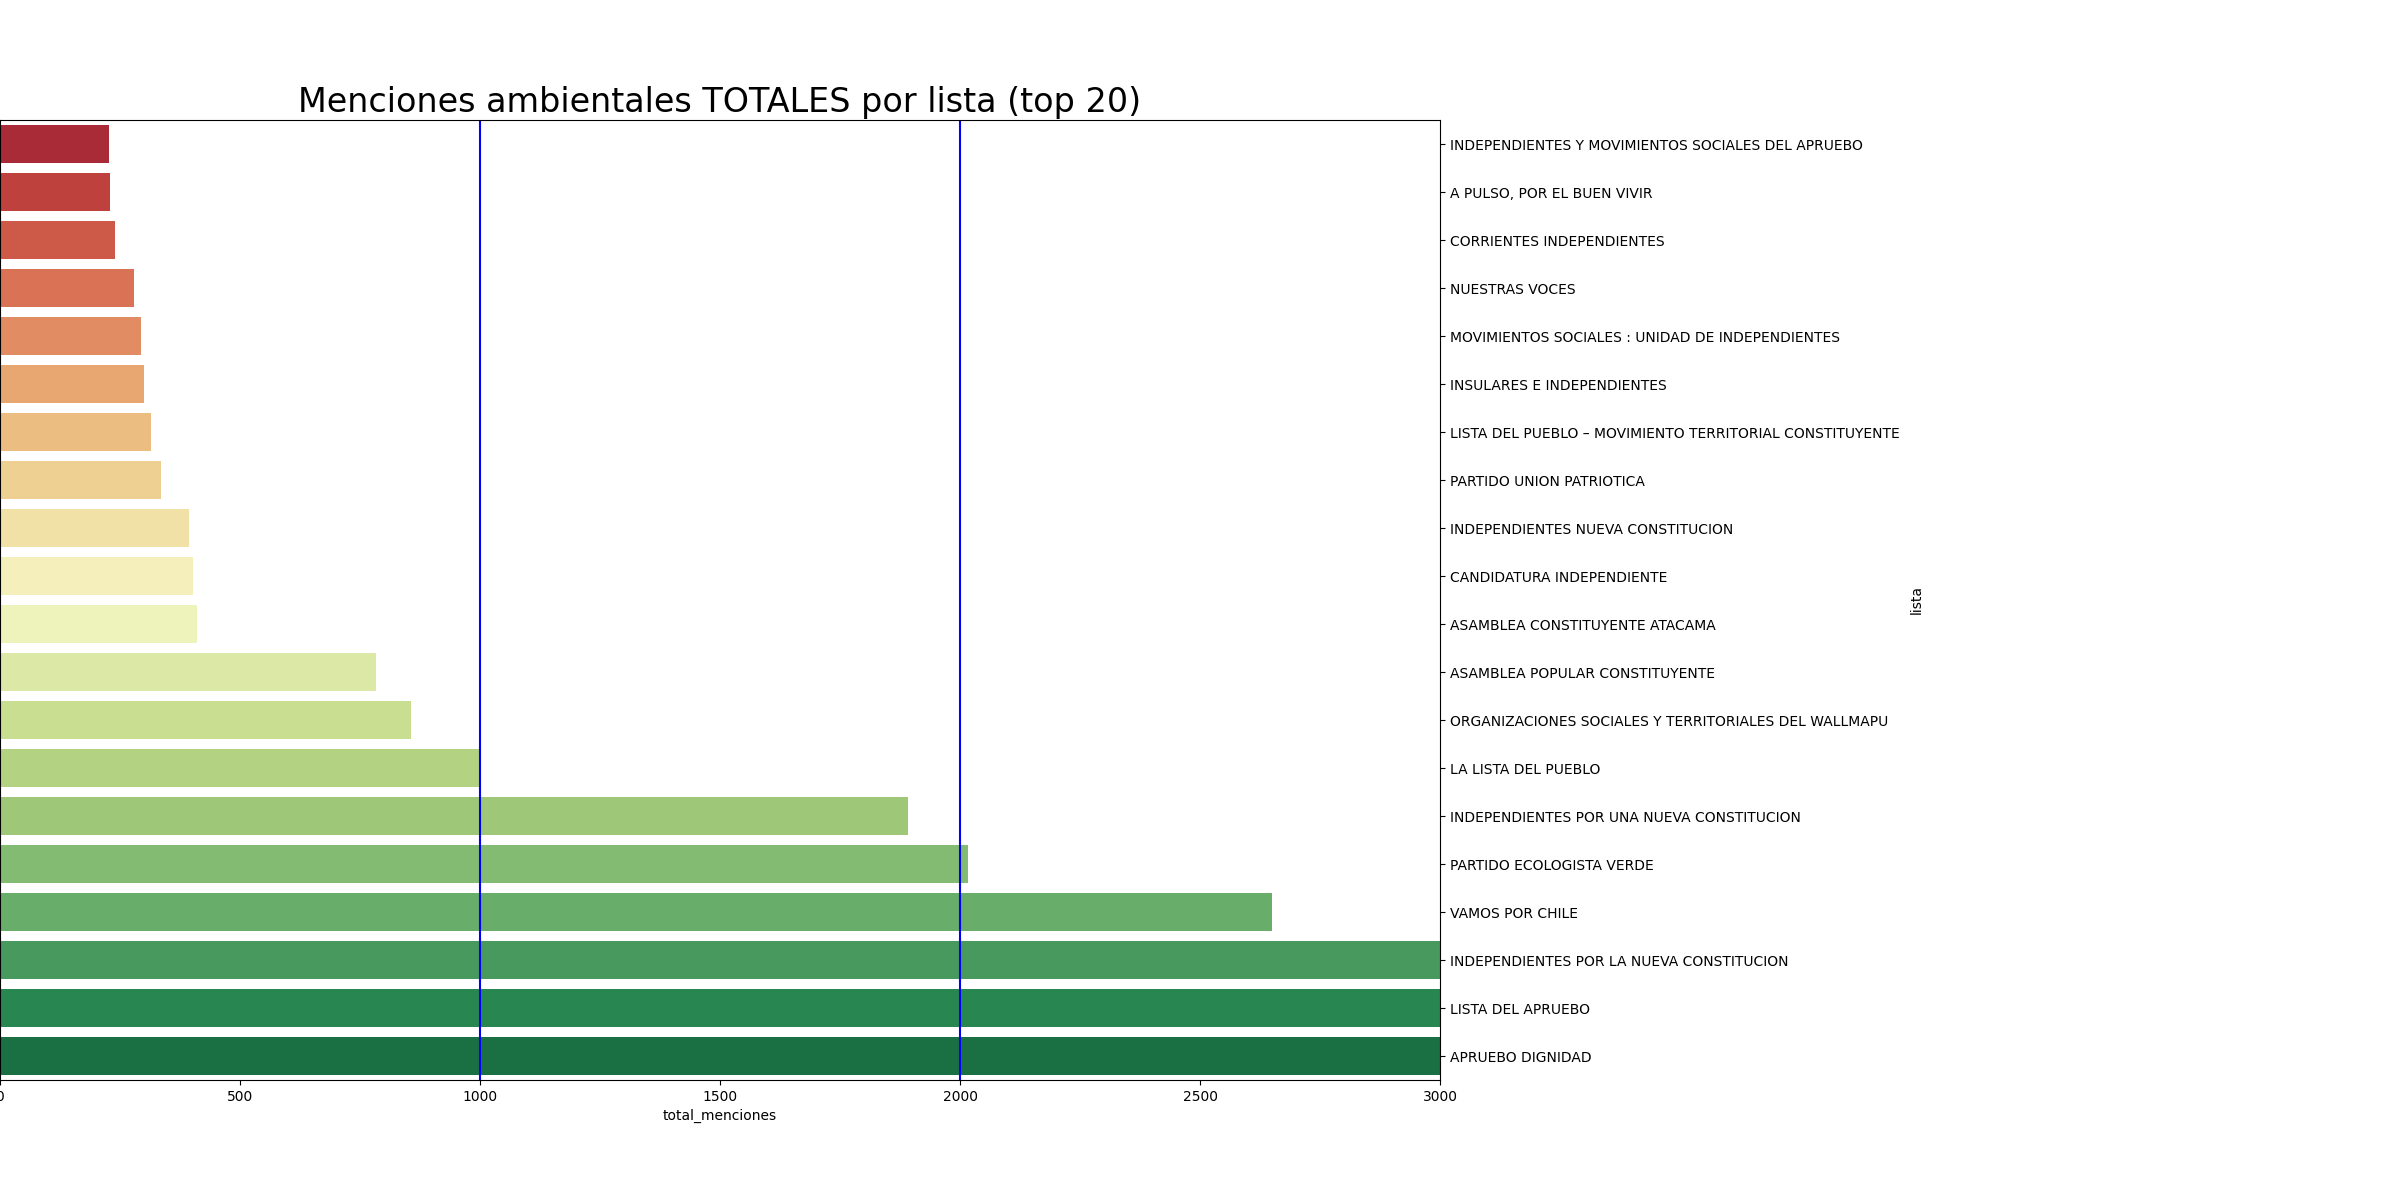 Menciones ambientales TOTALES por lista (top 20)
INDEPENDIENTES Y MOVIMIENTOS SOCIALES DEL APRUEBO
A PULSO, POR EL BUEN VIVIR
CORRIENTES INDEPENDIENTES
NUESTRAS VOCES
MOVIMIENTOS SOCIALES : UNIDAD DE INDEPENDIENTES
INSULARES E INDEPENDIENTES
LISTA DEL PUEBLO – MOVIMIENTO TERRITORIAL CONSTITUYENTE
PARTIDO UNION PATRIOTICA
INDEPENDIENTES NUEVA CONSTITUCION
CANDIDATURA INDEPENDIENTE
ASAMBLEA CONSTITUYENTE ATACAMA
ASAMBLEA POPULAR CONSTITUYENTE
ORGANIZACIONES SOCIALES Y TERRITORIALES DEL WALLMAPU
LA LISTA DEL PUEBLO
INDEPENDIENTES POR UNA NUEVA CONSTITUCION
PARTIDO ECOLOGISTA VERDE
VAMOS POR CHILE
INDEPENDIENTES POR LA NUEVA CONSTITUCION
LISTA DEL APRUEBO
APRUEBO DIGNIDAD
lista
0 500 1000 1500 2000 2500 3000
total_menciones